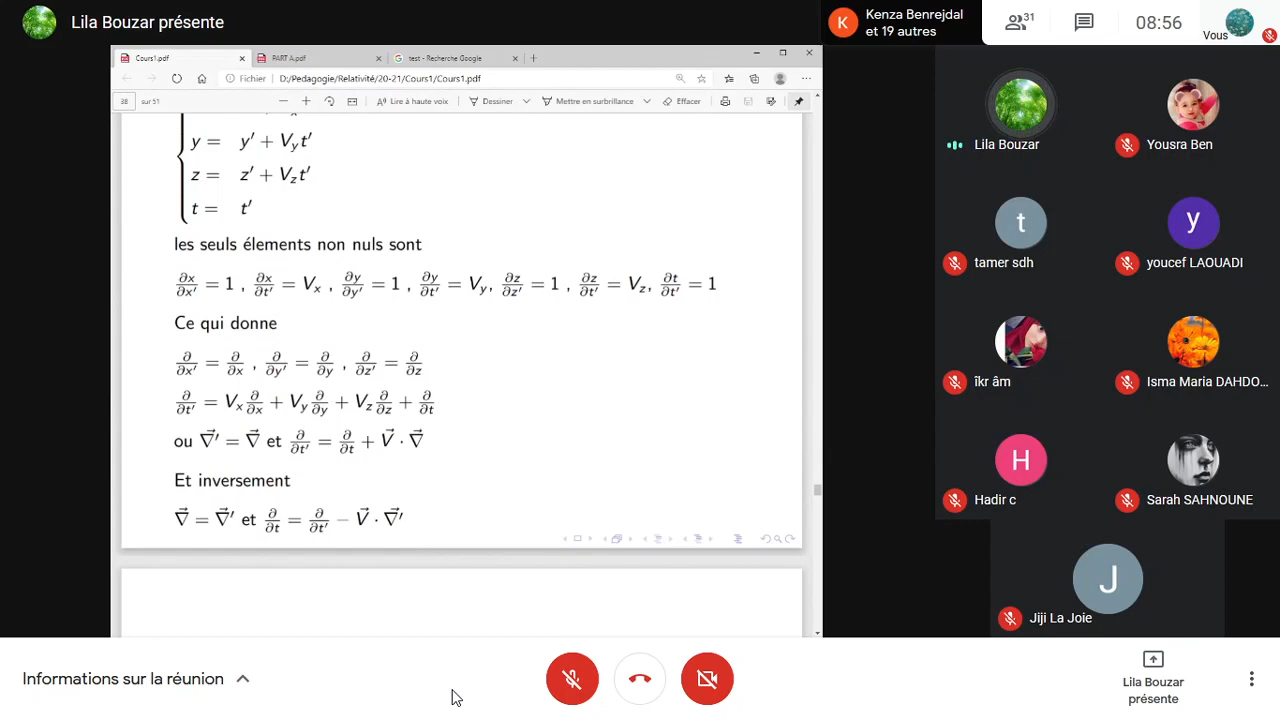 Lila Bouzar présente
Kenza Benrejdal
et 19 autres
31
08:56
Vous
Cours1.pdf
PART A.pdf
test - Recherche Google
Fichier
D:/Pedagogie/Relativité/20-21/Cours1/Cours1.pdf
38 sur 51
Lire à haute voix
Dessiner
Mettre en surbrillance
Effacer
y = y′ + V_y t′
z = z′ + V_z t′
t = t′
les seuls élements non nuls sont
∂x/∂x′ = 1 , ∂x/∂t′ = V_x , ∂y/∂y′ = 1 , ∂y/∂t′ = V_y, ∂z/∂z′ = 1 , ∂z/∂t′ = V_z, ∂t/∂t′ = 1
Ce qui donne
∂/∂x′ = ∂/∂x , ∂/∂y′ = ∂/∂y , ∂/∂z′ = ∂/∂z
∂/∂t′ = V_x ∂/∂x + V_y ∂/∂y + V_z ∂/∂z + ∂/∂t
ou ∇⃗′ = ∇⃗ et ∂/∂t′ = ∂/∂t + V⃗ · ∇⃗
Et inversement
∇⃗ = ∇⃗′ et ∂/∂t = ∂/∂t′ − V⃗ · ∇⃗′
Lila Bouzar
Yousra Ben
t
tamer sdh
y
youcef LAOUADI
îkr âm
Isma Maria DAHDO...
H
Hadir c
Sarah SAHNOUNE
J
Jiji La Joie
K
Informations sur la réunion
Lila Bouzar
présente